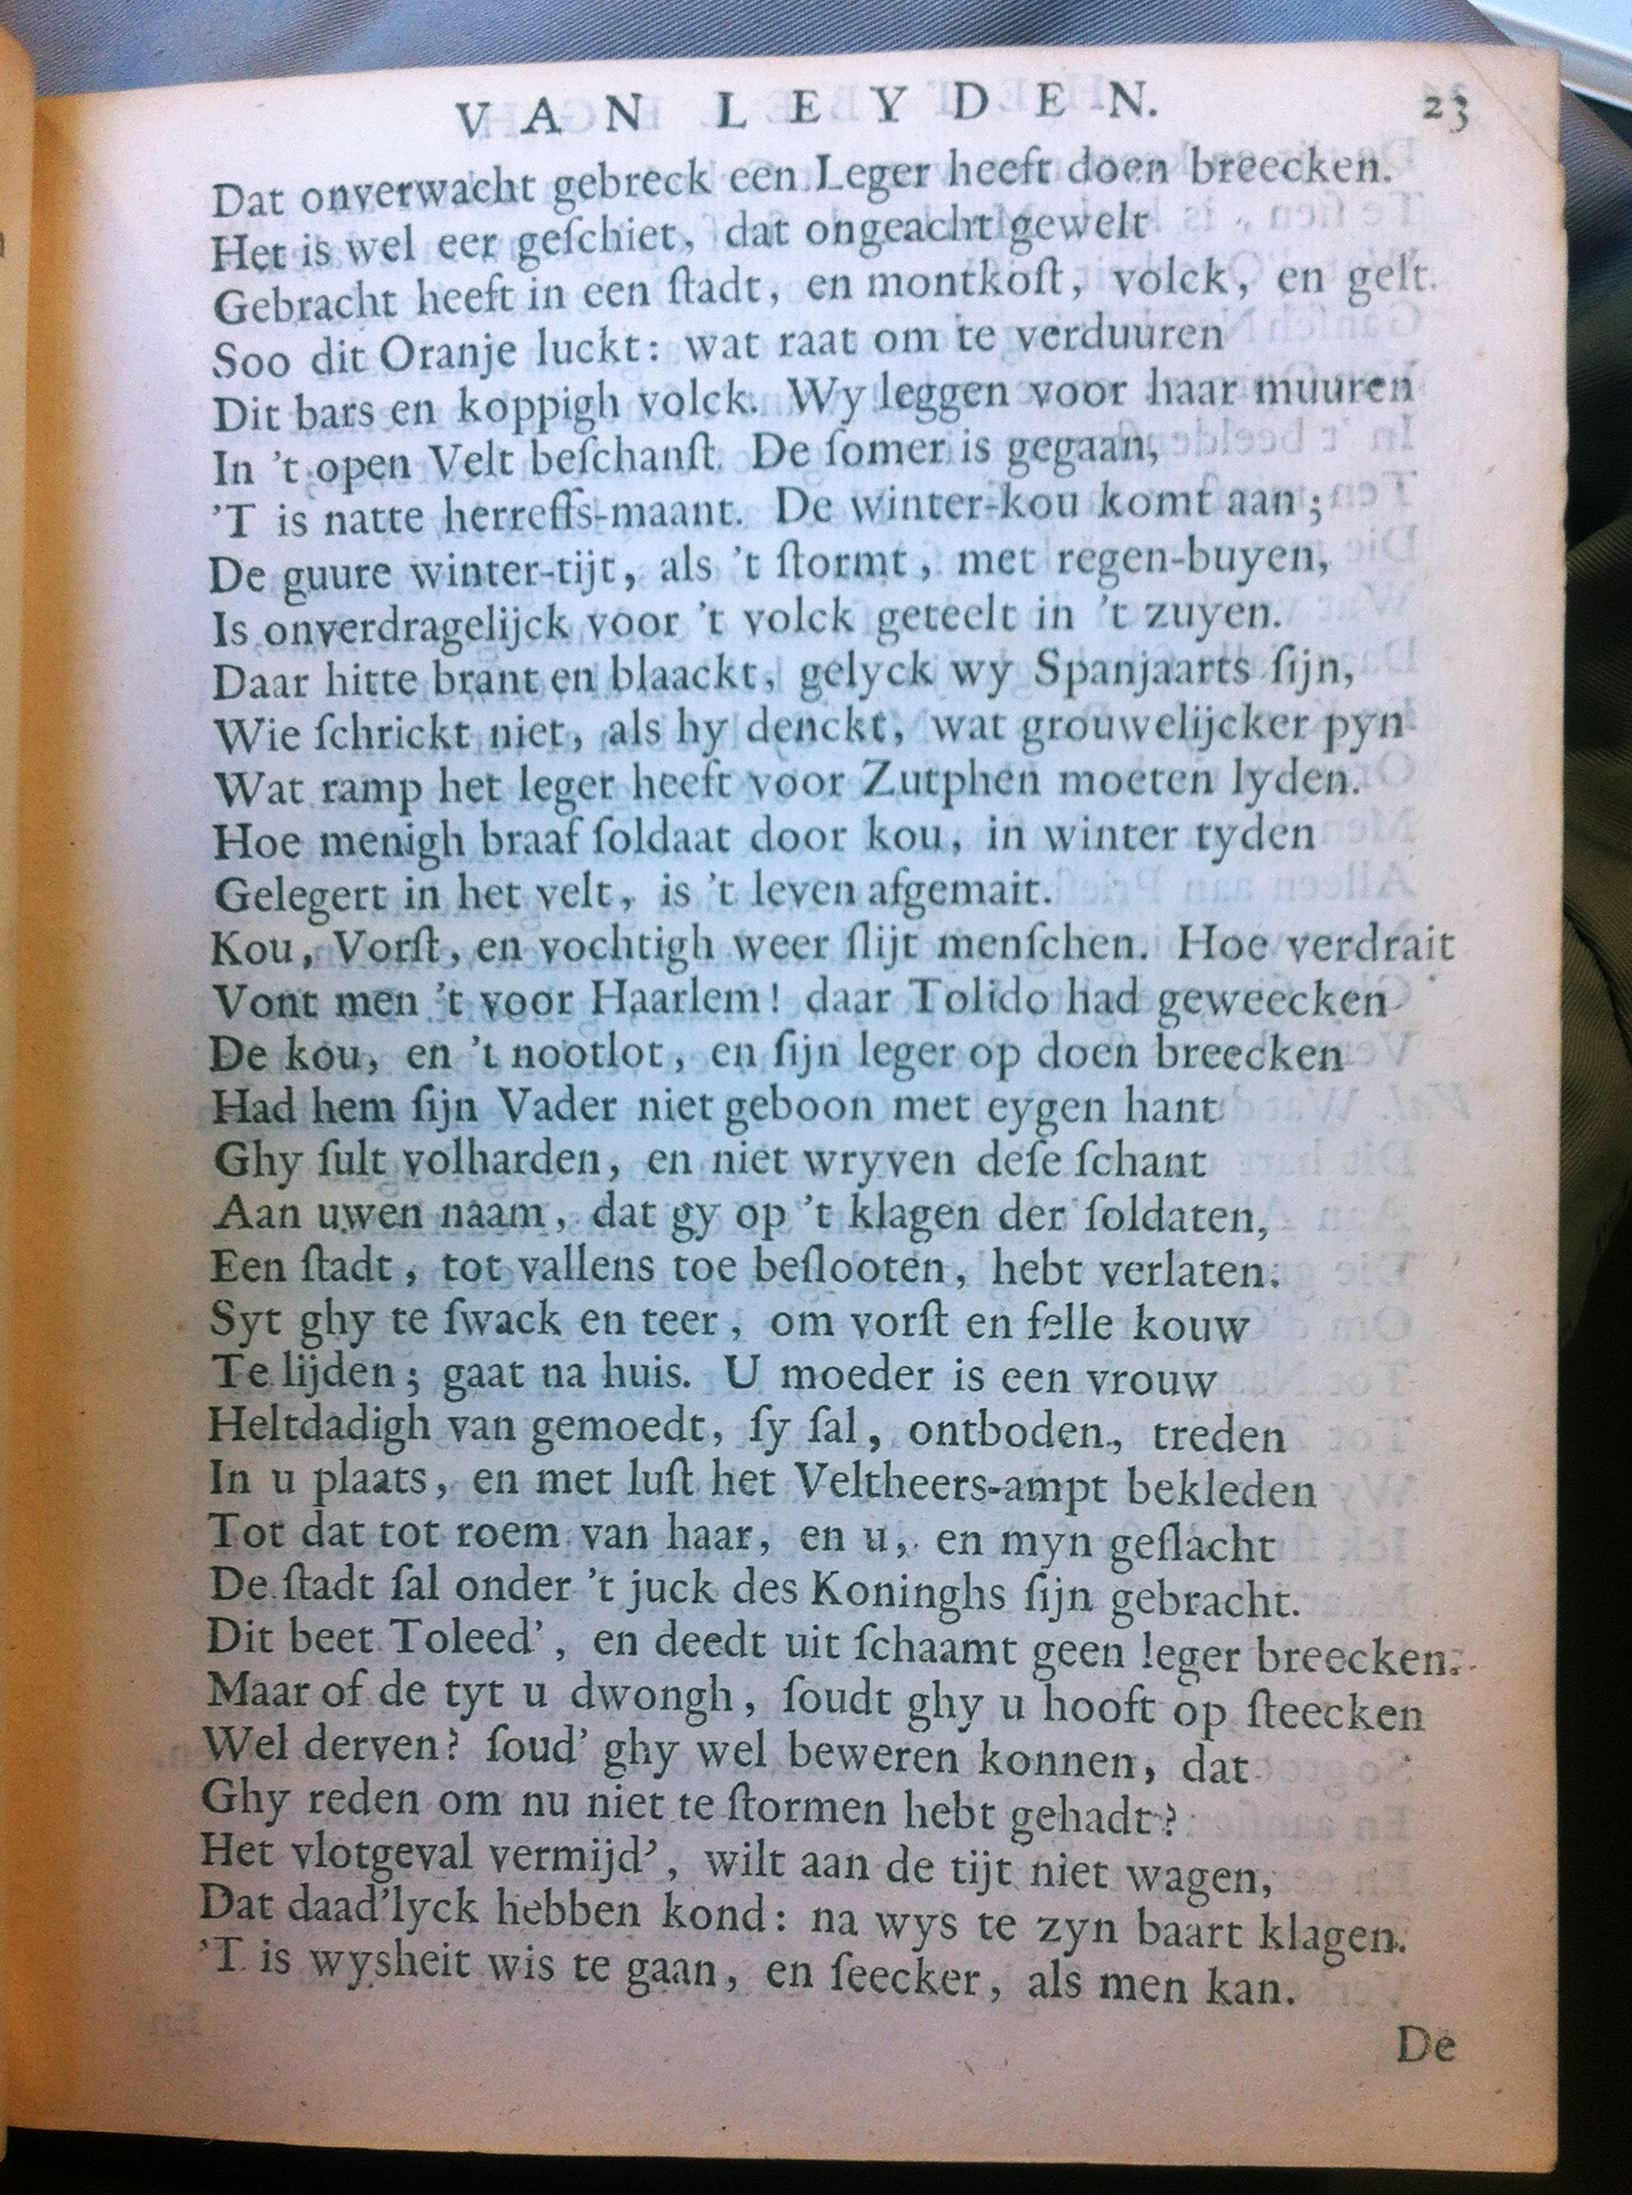 VAN LEYDEN. 23
Dat onverwacht gebreck een Leger heeft doen breecken.
Het is wel eer geſchiet, dat ongeacht gewelt
Gebracht heeft in een ſtadt, en montkoſt, volck, en gelt.
Soo dit Oranje luckt: wat raat om te verduuren
Dit bars en koppigh volck. Wy leggen voor haar muuren
In 't open Velt beſchanſt. De ſomer is gegaan,
'T is natte herreffſ-maant. De winter-kou komt aan;
De guure winter-tijt, als 't ſtormt, met regen-buyen,
Is onverdragelijck voor 't volck geteelt in 't zuyen.
Daar hitte brant en blaackt, gelyck wy Spanjaarts ſijn,
Wie ſchrickt niet, als hy denckt, wat grouwelijcker pyn
Wat ramp het leger heeft voor Zutphen moeten lyden.
Hoe menigh braaf ſoldaat door kou, in winter tyden
Gelegert in het velt, is 't leven afgemait.
Kou, Vorſt, en vochtigh weer ſlijt menſchen. Hoe verdrait
Vont men 't voor Haarlem! daar Tolido had geweecken
De kou, en 't nootlot, en ſijn leger op doen breecken
Had hem ſijn Vader niet geboon met eygen hant
Ghy ſult volharden, en niet wryven deſe ſchant
Aan uwen naam, dat gy op 't klagen der ſoldaten,
Een ſtadt, tot vallens toe beſlooten, hebt verlaten.
Syt ghy te ſwack en teer, om vorſt en felle kouw
Te lijden; gaat na huis. U moeder is een vrouw
Heltdadigh van gemoedt, ſy ſal, ontboden, treden
In u plaats, en met luſt het Veltheers-ampt bekleden
Tot dat tot roem van haar, en u, en myn geſlacht
De ſtadt ſal onder 't juck des Koninghs ſijn gebracht.
Dit beet Toleed', en deedt uit ſchaamt geen leger breecken.
Maar of de tyt u dwongh, ſoudt ghy u hooft op ſteecken
Wel derven? ſoud' ghy wel beweren konnen, dat
Ghy reden om nu niet te ſtormen hebt gehadt?
Het vlotgeval vermijd', wilt aan de tijt niet wagen,
Dat daad'lyck hebben kond: na wys te zyn baart klagen.
'T is wysheit wis te gaan, en ſeecker, als men kan.
De